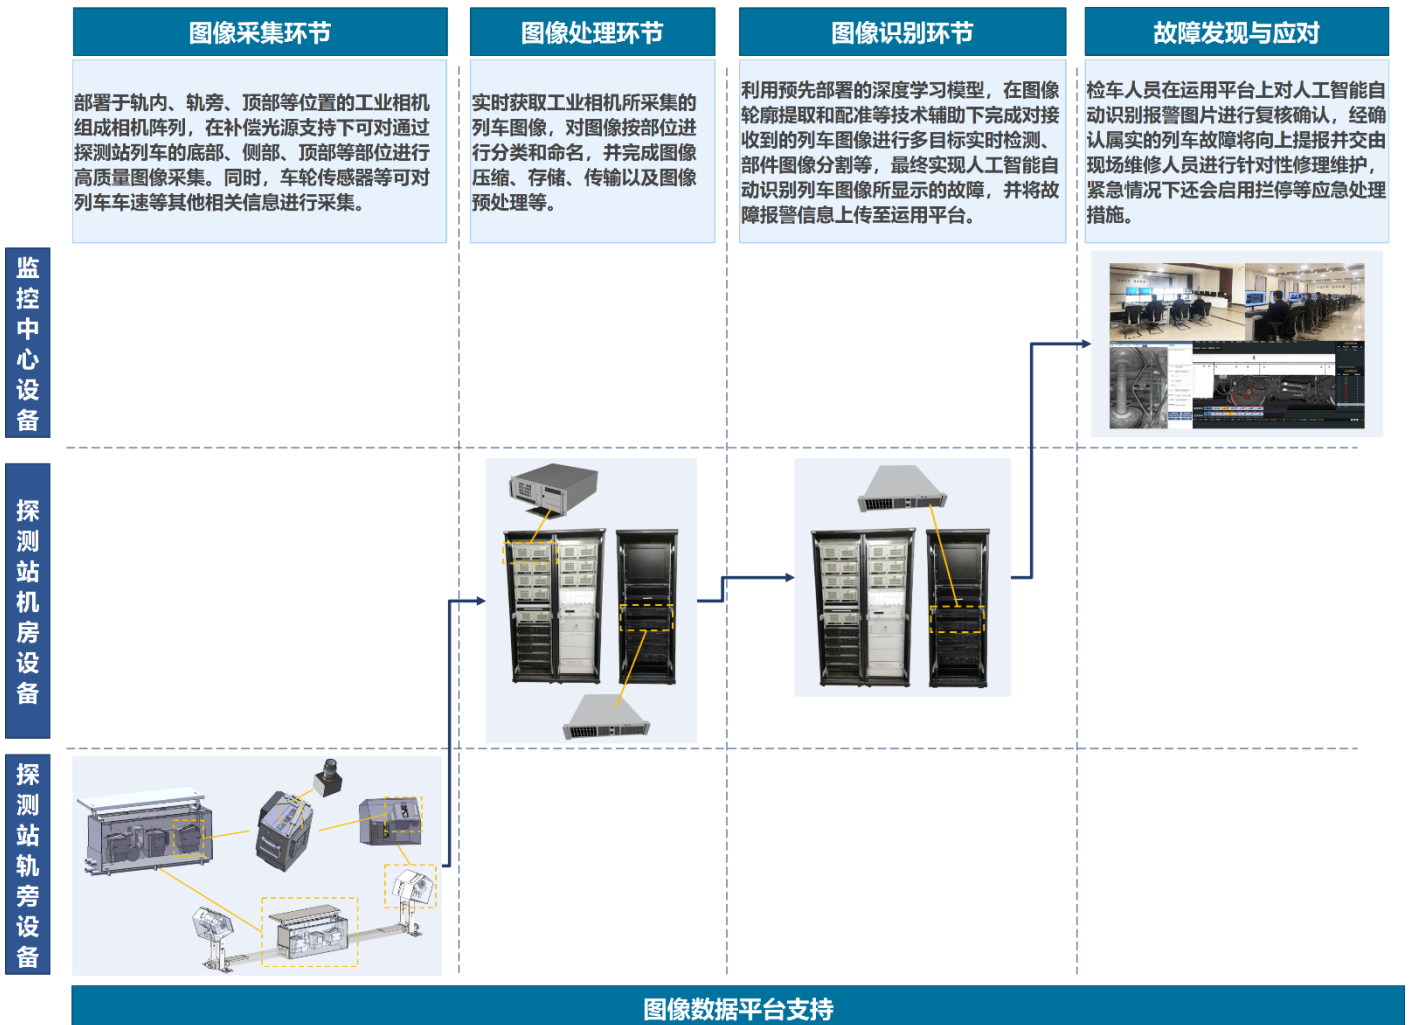 图像采集环节
图像处理环节
图像识别环节
故障发现与应对
部署于轨内、轨旁、顶部等位置的工业相机
组成相机阵列，在补偿光源支持下可对通过
探测站列车的底部、侧部、顶部等部位进行
高质量图像采集。同时，车轮传感器等可对
列车车速等其他相关信息进行采集。
实时获取工业相机所采集的
列车图像，对图像按部位进
行分类和命名，并完成图像
压缩、存储、传输以及图像
预处理等。
利用预先部署的深度学习模型，在图像
轮廓提取和配准等技术辅助下完成对接
收到的列车图像进行多目标实时检测、
部件图像分割等，最终实现人工智能自
动识别列车图像所显示的故障，并将故
障报警信息上传至运用平台。
检车人员在运用平台上对人工智能自
动识别报警图片进行复核确认，经确
认属实的列车故障将向上提报并交由
现场维修人员进行针对性修理维护，
紧急情况下还会启用拦停等应急处理
措施。
监控中心设备
探测站机房设备
探测站轨旁设备
图像数据平台支持